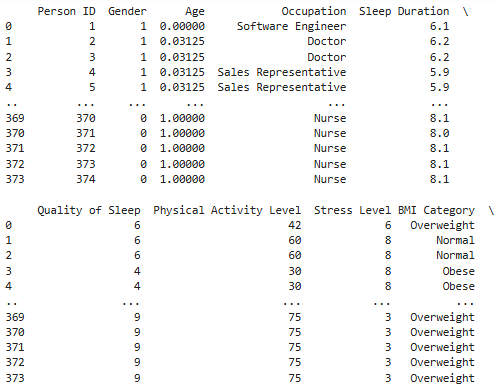 Person ID Gender Age Occupation Sleep Duration \
0 1 1 0.00000 Software Engineer 6.1
1 2 1 0.03125 Doctor 6.2
2 3 1 0.03125 Doctor 6.2
3 4 1 0.03125 Sales Representative 5.9
4 5 1 0.03125 Sales Representative 5.9
.. ... ... ... ... ...
369 370 0 1.00000 Nurse 8.1
370 371 0 1.00000 Nurse 8.0
371 372 0 1.00000 Nurse 8.1
372 373 0 1.00000 Nurse 8.1
373 374 0 1.00000 Nurse 8.1
Quality of Sleep Physical Activity Level Stress Level BMI Category \
0 6 42 6 Overweight
1 6 60 8 Normal
2 6 60 8 Normal
3 4 30 8 Obese
4 4 30 8 Obese
.. ... ... ... ...
369 9 75 3 Overweight
370 9 75 3 Overweight
371 9 75 3 Overweight
372 9 75 3 Overweight
373 9 75 3 Overweight